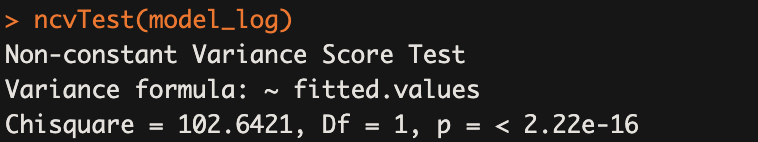 > ncvTest(model_log)
Non-constant Variance Score Test
Variance formula: ~ fitted.values
Chisquare = 102.6421, Df = 1, p = < 2.22e-16